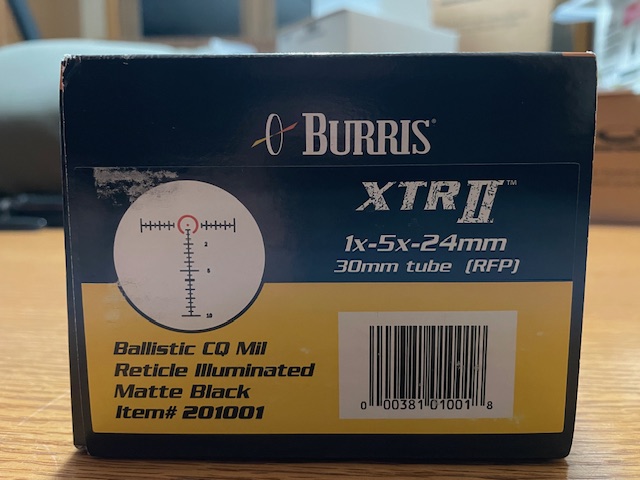 BURRIS®
XTR II™
1x-5x-24mm
30mm tube (RFP)
2
5
10
Ballistic CQ Mil
Reticle Illuminated
Matte Black
Item# 201001
0 00381 01001 8